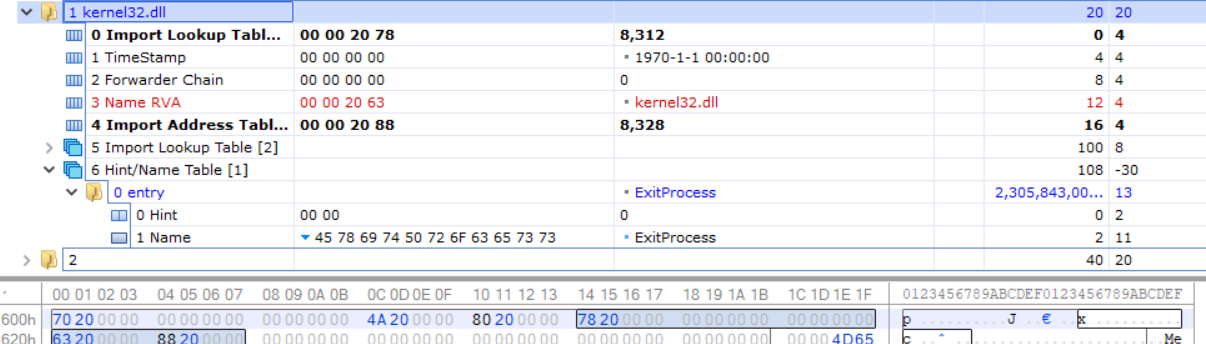 1 kernel32.dll 20 20
0 Import Lookup Tabl... 00 00 20 78 8,312 0 4
1 TimeStamp 00 00 00 00 1970-1-1 00:00:00 4 4
2 Forwarder Chain 00 00 00 00 0 8 4
3 Name RVA 00 00 20 63 kernel32.dll 12 4
4 Import Address Tabl... 00 00 20 88 8,328 16 4
5 Import Lookup Table [2] 100 8
6 Hint/Name Table [1] 108 -30
0 entry ExitProcess 2,305,843,00... 13
0 Hint 00 00 0 0 2
1 Name 45 78 69 74 50 72 6F 63 65 73 73 ExitProcess 2 11
2 40 20
00 01 02 03 04 05 06 07 08 09 0A 0B 0C 0D 0E 0F 10 11 12 13 14 15 16 17 18 19 1A 1B 1C 1D 1E 1F 0123456789ABCDEF0123456789ABCDEF
600h 70 20 00 00 00 00 00 00 00 00 00 00 4A 20 00 00 80 20 00 00 78 20 00 00 00 00 00 00 00 00 00 00 p ..........J ..€ ..x ..........
620h 63 20 00 00 88 20 00 00 00 00 00 00 00 00 00 00 00 00 00 00 00 00 00 00 00 00 00 00 00 00 4D 65 c ..ˆ .. Me